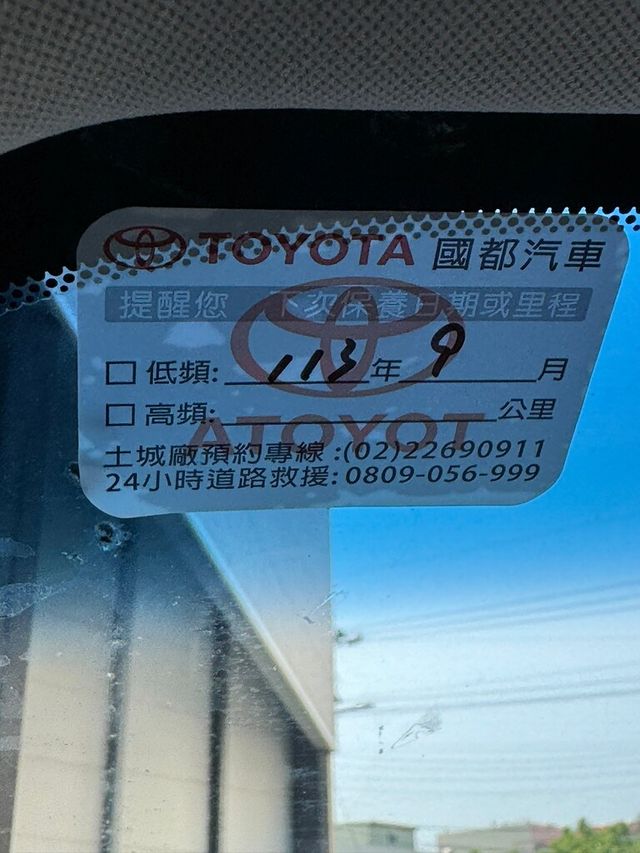 TOYOTA 國都汽車
提醒您 下次保養日期或里程
□ 低頻: 113 年 9 月
□ 高頻: 公里
TOYOTA
土城廠預約專線 :(02)22690911
24小時道路救援: 0809-056-999